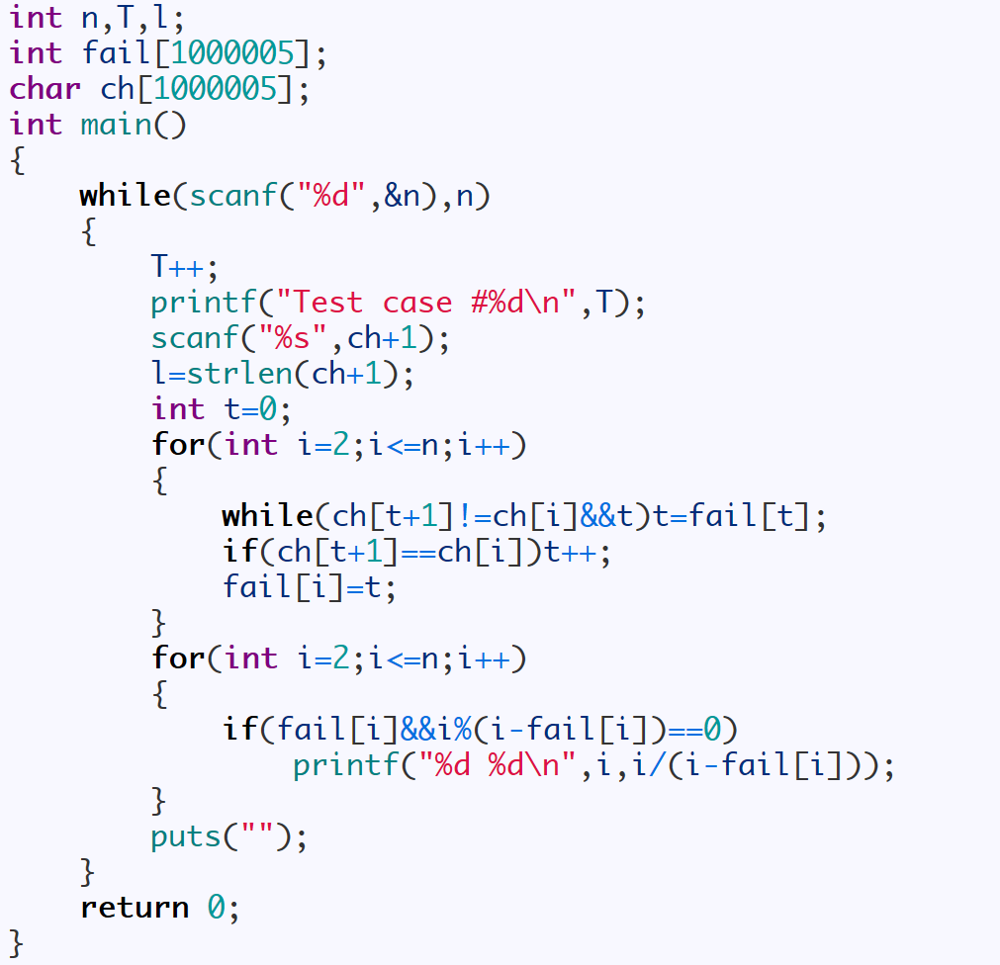 int n,T,l;
int fail[1000005];
char ch[1000005];
int main()
{
    while(scanf("%d",&n),n)
    {
        T++;
        printf("Test case #%d\n",T);
        scanf("%s",ch+1);
        l=strlen(ch+1);
        int t=0;
        for(int i=2;i<=n;i++)
        {
            while(ch[t+1]!=ch[i]&&t)t=fail[t];
            if(ch[t+1]==ch[i])t++;
            fail[i]=t;
        }
        for(int i=2;i<=n;i++)
        {
            if(fail[i]&&i%(i-fail[i])==0)
                printf("%d %d\n",i,i/(i-fail[i]));
        }
        puts("");
    }
    return 0;
}